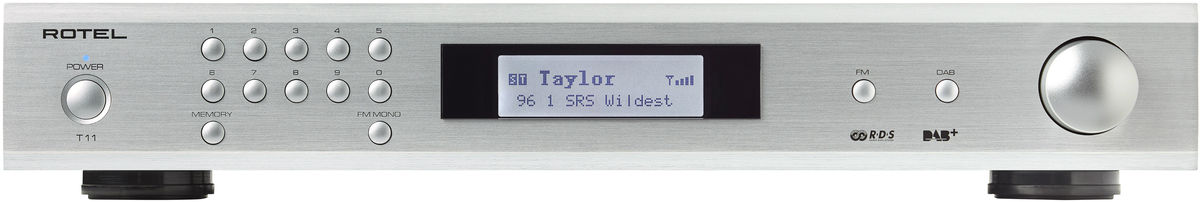 ROTEL
POWER
T11
1 2 3 4 5
6 7 8 9 0
MEMORY FM MONO
ST Taylor
96 1 SRS Wildest
FM DAB
R·D·S DAB+